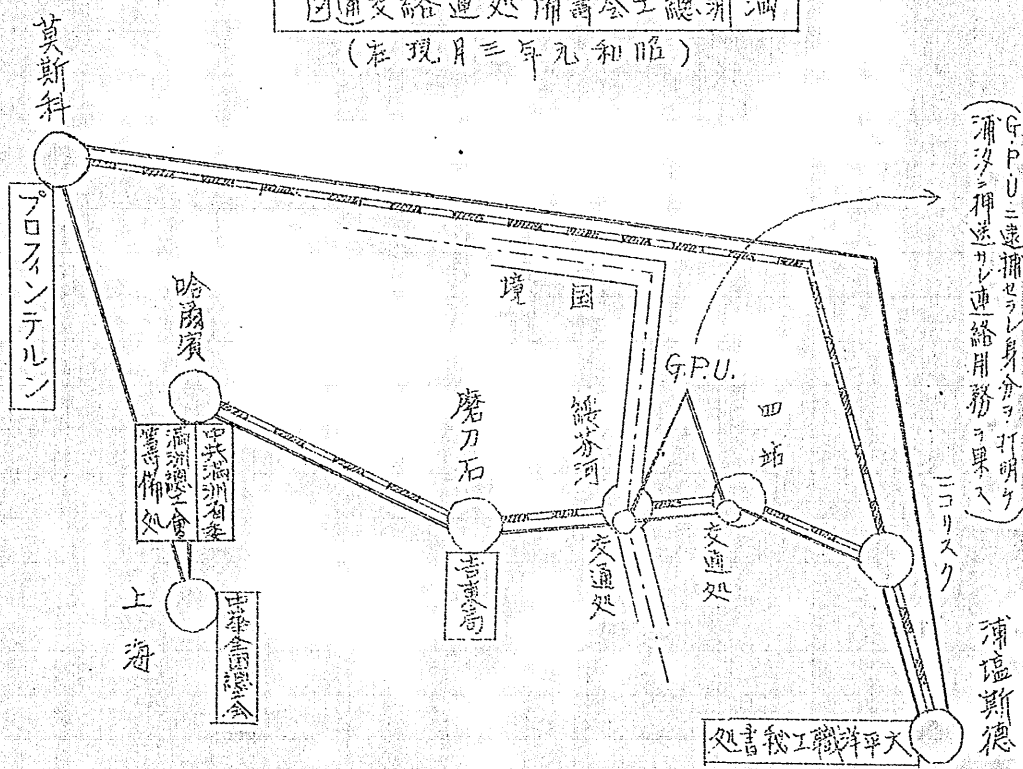 満洲總工会籌備処連絡交通図
(昭和九年三月現在)
莫斯科
プロフィンテルン
G.P.U ニ逮捕セラレ身分ヲ打明ケ
浦汐ニ押送サレ連絡用務ヲ果ス
国境
哈爾賓
中共満洲省委
満洲總工會
籌備処
上海
中華全国總工会
磨刀石
吉東局
綏芬河
交通処
G.P.U.
四站
交通処
ニコリスク
浦塩斯徳
太平洋職工秘書処